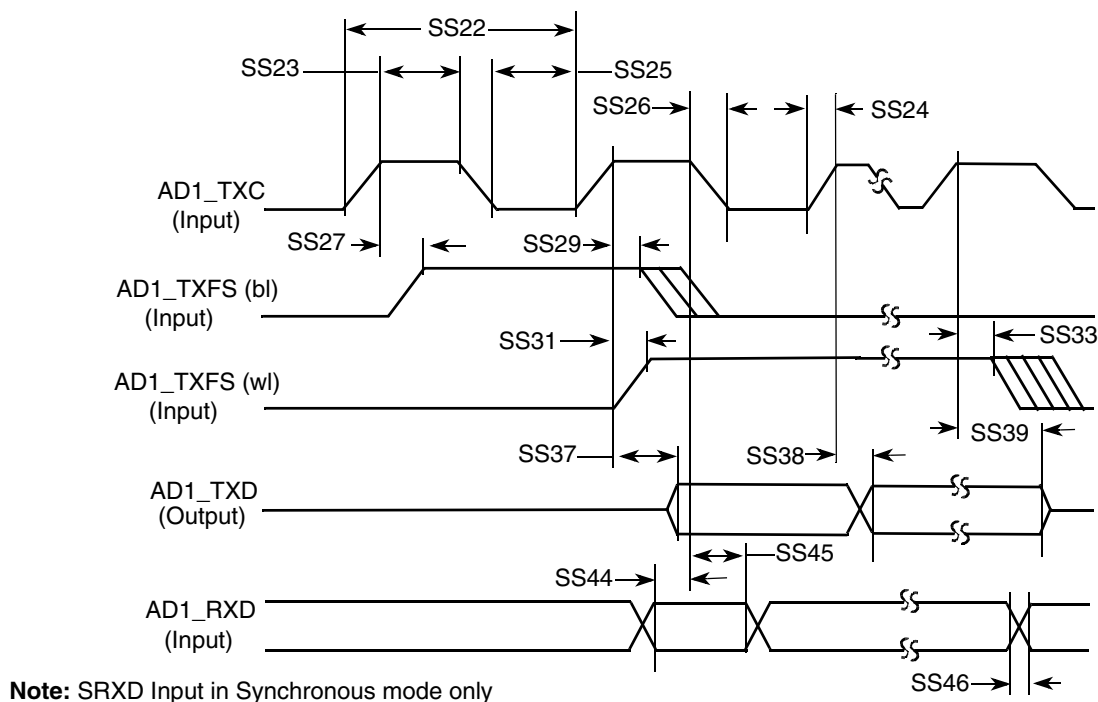 SS22
SS23
SS25
SS26
SS24
AD1_TXC
(Input)
SS27
SS29
AD1_TXFS (bl)
(Input)
SS31
SS33
AD1_TXFS (wl)
(Input)
SS39
SS37
SS38
AD1_TXD
(Output)
SS45
SS44
AD1_RXD
(Input)
SS46
Note: SRXD Input in Synchronous mode only